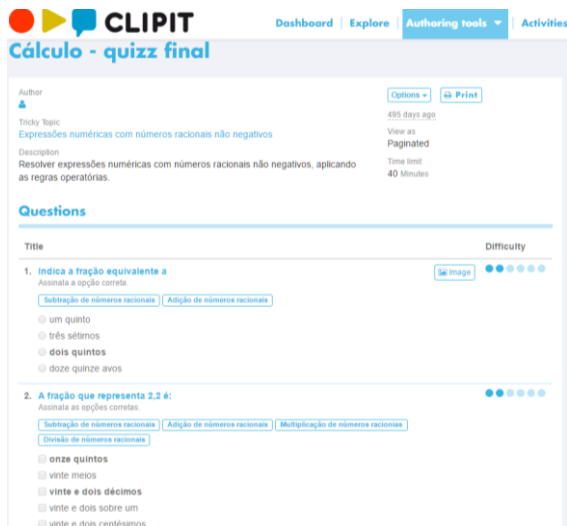 CLIPIT
Dashboard Explore Authoring tools Activities
Cálculo - quizz final
Author
Options Print
495 days ago
Tricky Topic
Expressões numéricas com números racionais não negativos
View as
Paginated
Description
Resolver expressões numéricas com números racionais não negativos, aplicando
as regras operatórias.
Time limit
40 Minutes
Questions
Title Difficulty
1. Indica a fração equivalente a Image
Assinala a opção correta.
Subtração de números racionais Adição de números racionais
um quinto
três sétimos
dois quintos
doze quinze avos
2. A fração que representa 2,2 é:
Assinala as opções corretas.
Subtração de números racionais Adição de números racionais Multiplicação de números racionias
Divisão de números racionais
onze quintos
vinte meios
vinte e dois décimos
vinte e dois sobre um
vinte e dois centésimos